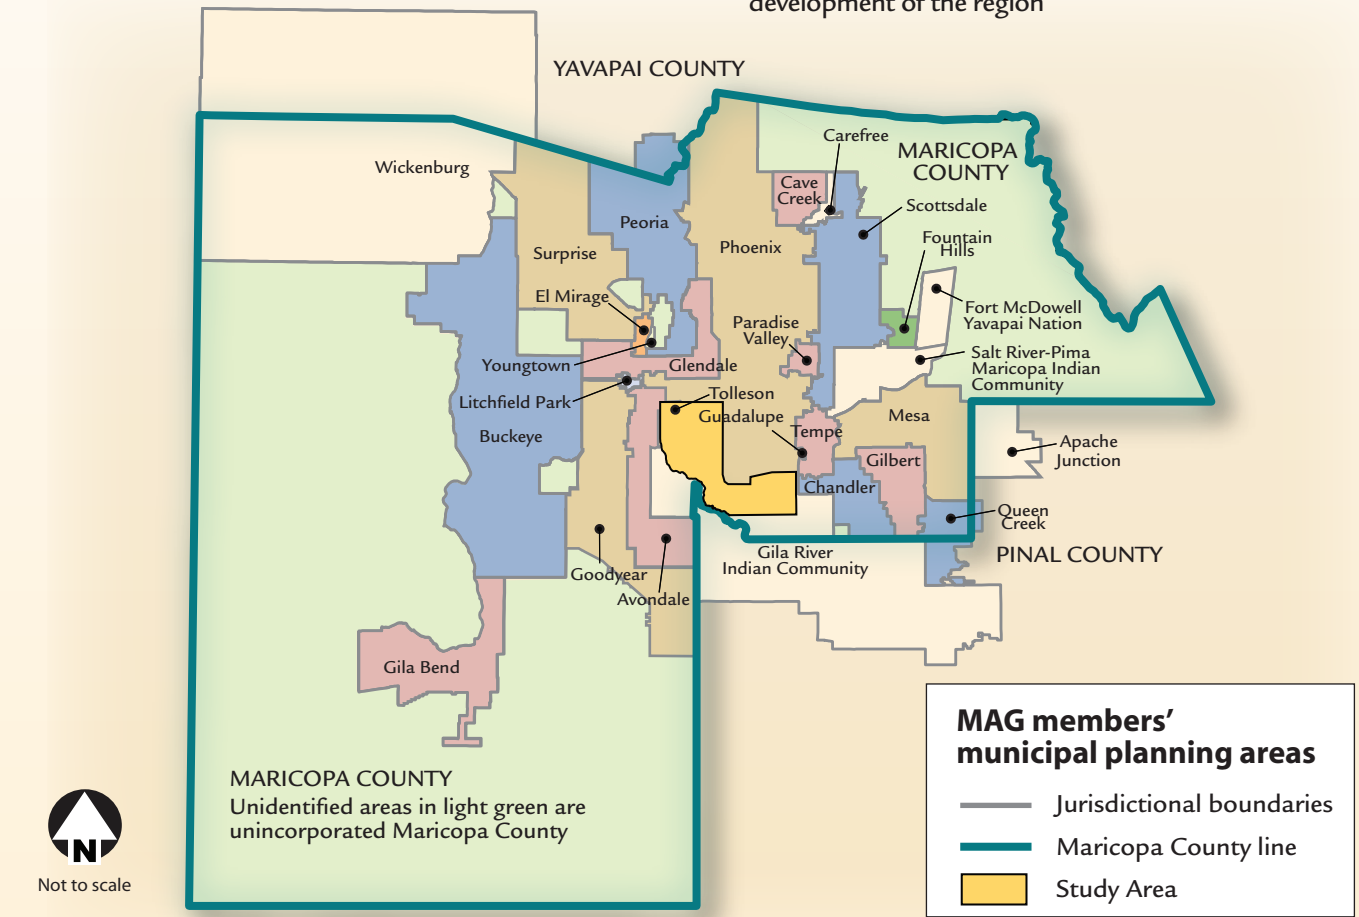 development of the region
YAVAPAI COUNTY
Carefree
MARICOPA
COUNTY
Wickenburg
Cave
Creek
Scottsdale
Peoria
Phoenix
Fountain
Hills
Surprise
El Mirage
Fort McDowell
Yavapai Nation
Paradise
Valley
Salt River-Pima
Maricopa Indian
Community
Youngtown
Glendale
Litchfield Park
Tolleson
Guadalupe
Mesa
Tempe
Buckeye
Apache
Junction
Gilbert
Chandler
Queen
Creek
Gila River
Indian Community
PINAL COUNTY
Goodyear
Avondale
Gila Bend
MARICOPA COUNTY
Unidentified areas in light green are
unincorporated Maricopa County
N
Not to scale
MAG members’
municipal planning areas
Jurisdictional boundaries
Maricopa County line
Study Area